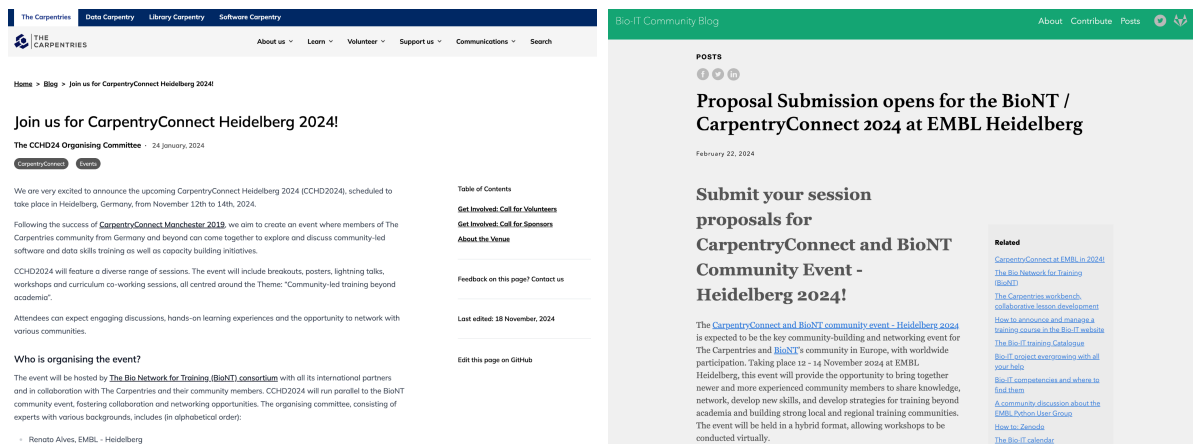 The Carpentries Data Carpentry Library Carpentry Software Carpentry
THE
CARPENTRIES
About us Learn Volunteer Support us Communications Search
Home > Blog > Join us for CarpentryConnect Heidelberg 2024!
Join us for CarpentryConnect Heidelberg 2024!
The CCHD24 Organising Committee · 24 January, 2024
CarpentryConnect Events
We are very excited to announce the upcoming CarpentryConnect Heidelberg 2024 (CCHD2024), scheduled to
take place in Heidelberg, Germany, from November 12th to 14th, 2024.
Following the success of CarpentryConnect Manchester 2019, we aim to create an event where members of The
Carpentries community from Germany and beyond can come together to explore and discuss community-led
software and data skills training as well as capacity building initiatives.
CCHD2024 will feature a diverse range of sessions. The event will include breakouts, posters, lightning talks,
workshops and curriculum co-working sessions, all centred around the Theme: “Community-led training beyond
academia”.
Attendees can expect engaging discussions, hands-on learning experiences and the opportunity to network with
various communities.
Who is organising the event?
The event will be hosted by The Bio Network for Training (BioNT) consortium with all its international partners
and in collaboration with The Carpentries and their community members. CCHD2024 will run parallel to the BioNT
community event, fostering collaboration and networking opportunities. The organising committee, consisting of
experts with various backgrounds, includes (in alphabetical order):
Renato Alves, EMBL - Heidelberg
Table of Contents
Get Involved: Call for Volunteers
Get Involved: Call for Sponsors
About the Venue
Feedback on this page? Contact us
Last edited: 18 November, 2024
Edit this page on GitHub
Bio-IT Community Blog
About Contribute Posts
POSTS
Proposal Submission opens for the BioNT /
CarpentryConnect 2024 at EMBL Heidelberg
February 22, 2024
Submit your session
proposals for
CarpentryConnect and BioNT
Community Event -
Heidelberg 2024!
The CarpentryConnect and BioNT community event - Heidelberg 2024
is expected to be the key community-building and networking event for
The Carpentries and BioNT's community in Europe, with worldwide
participation. Taking place 12 - 14 November 2024 at EMBL
Heidelberg, this event will provide the opportunity to bring together
newer and more experienced community members to share knowledge,
network, develop new skills, and develop strategies for training beyond
academia and building strong local and regional training communities.
The event will be held in a hybrid format, allowing workshops to be
conducted virtually.
Related
CarpentryConnect at EMBL in 2024!
The Bio Network for Training
(BioNT)
The Carpentries workbench,
collaborative lesson development
How to announce and manage a
training course in the Bio-IT website
The Bio-IT training Catalogue
Bio-IT project evergrowing with all
your help
Bio-IT competencies and where to
find them
A community discussion about the
EMBL Python User Group
How to: Zenodo
The Bio-IT calendar